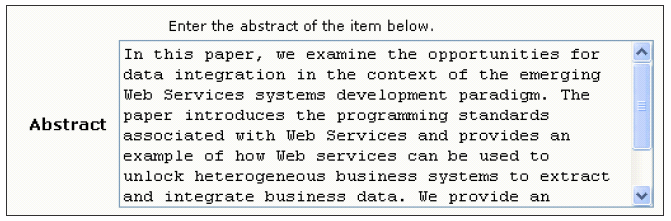 Enter the abstract of the item below.
Abstract
In this paper, we examine the opportunities for
data integration in the context of the emerging
Web Services systems development paradigm. The
paper introduces the programming standards
associated with Web Services and provides an
example of how Web services can be used to
unlock heterogeneous business systems to extract
and integrate business data. We provide an